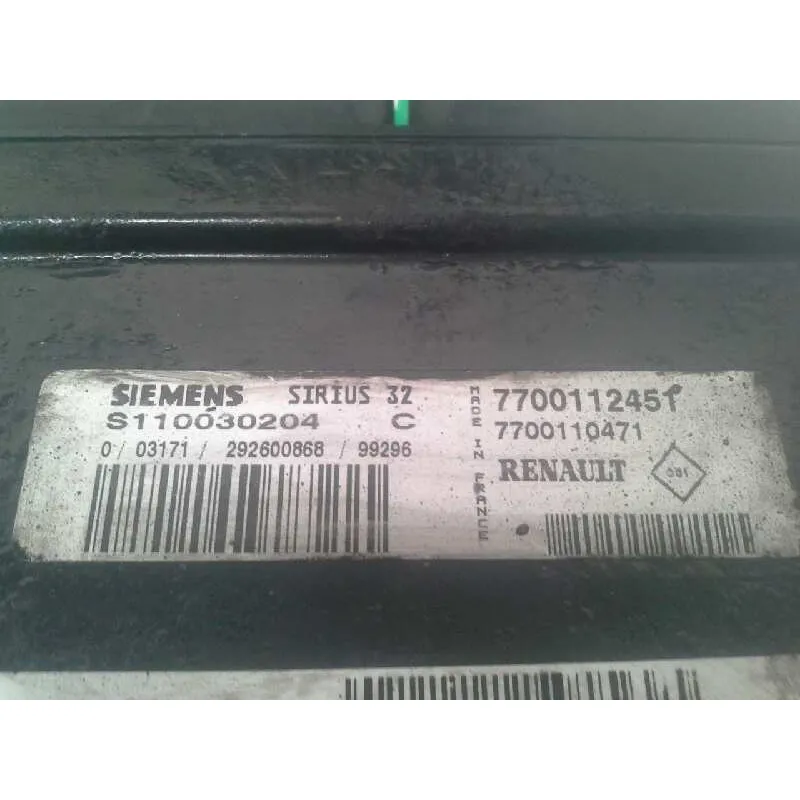 SIEMENS SIRIUS 32
S110030204 C
0/ 03171/ 292600868 / 99296
MADE IN FRANCE
7700112451
7700110471
RENAULT